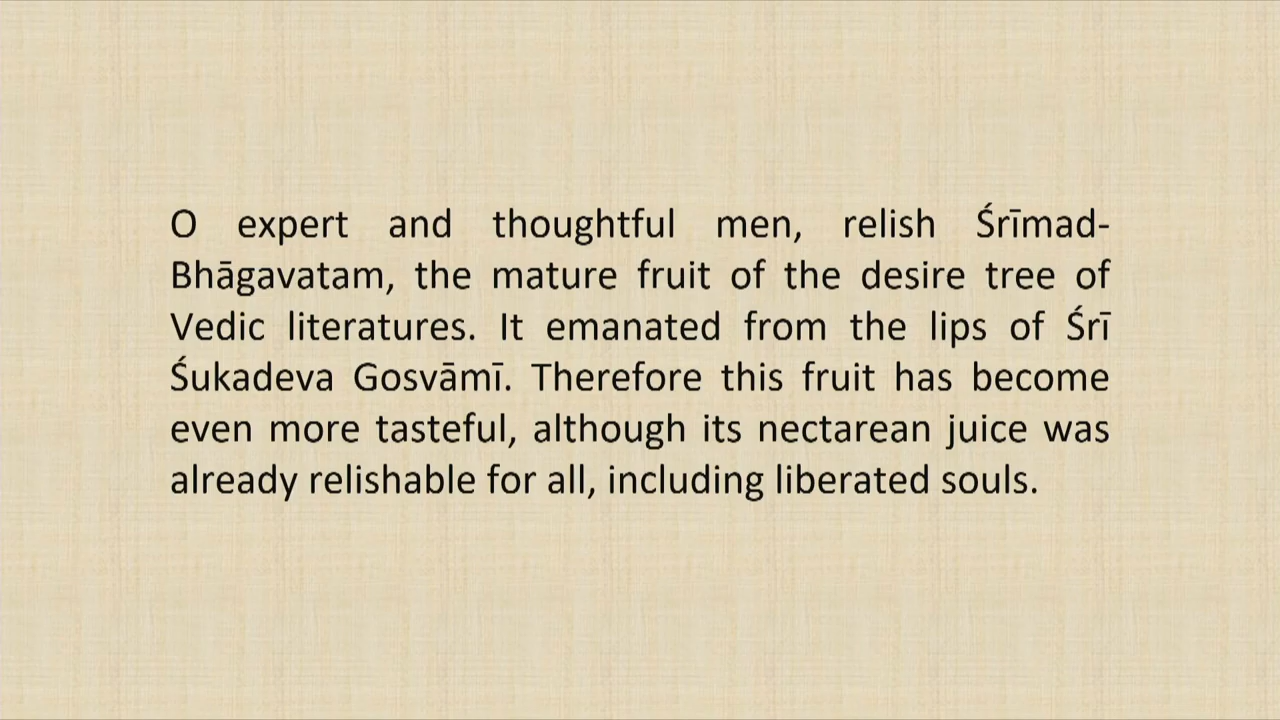 O expert and thoughtful men, relish Śrīmad-
Bhāgavatam, the mature fruit of the desire tree of
Vedic literatures. It emanated from the lips of Śrī
Śukadeva Gosvāmī. Therefore this fruit has become
even more tasteful, although its nectarean juice was
already relishable for all, including liberated souls.